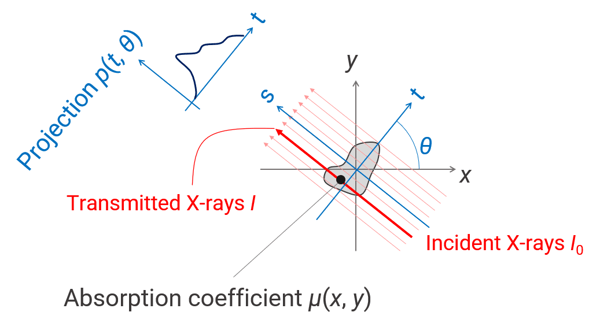 t
Projection p(t, θ)
y
s
t
θ
x
Transmitted X-rays I
Incident X-rays I₀
Absorption coefficient μ(x, y)